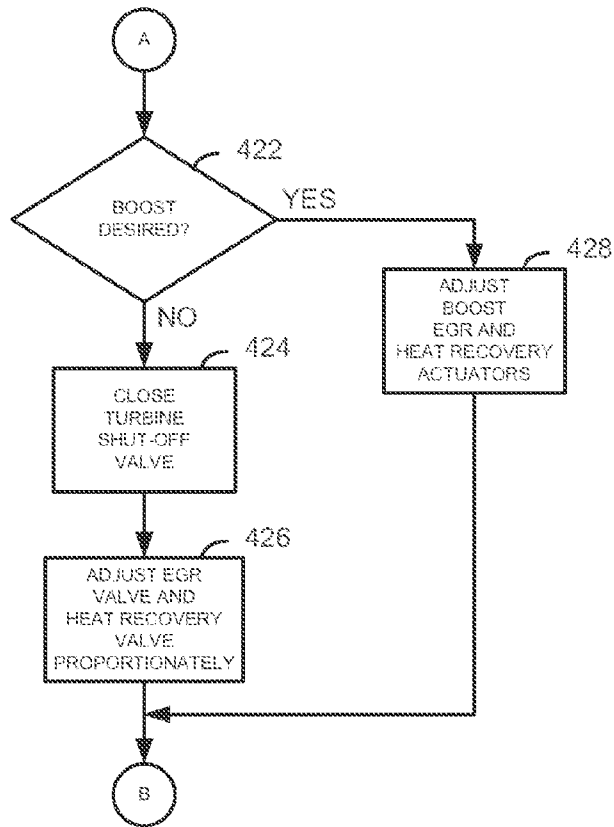 A
422
BOOST
DESIRED?
YES
428
ADJUST
BOOST
EGR AND
HEAT RECOVERY
ACTUATORS
NO
424
CLOSE
TURBINE
SHUT-OFF
VALVE
426
ADJUST EGR
VALVE AND
HEAT RECOVERY
VALVE
PROPORTIONATELY
B